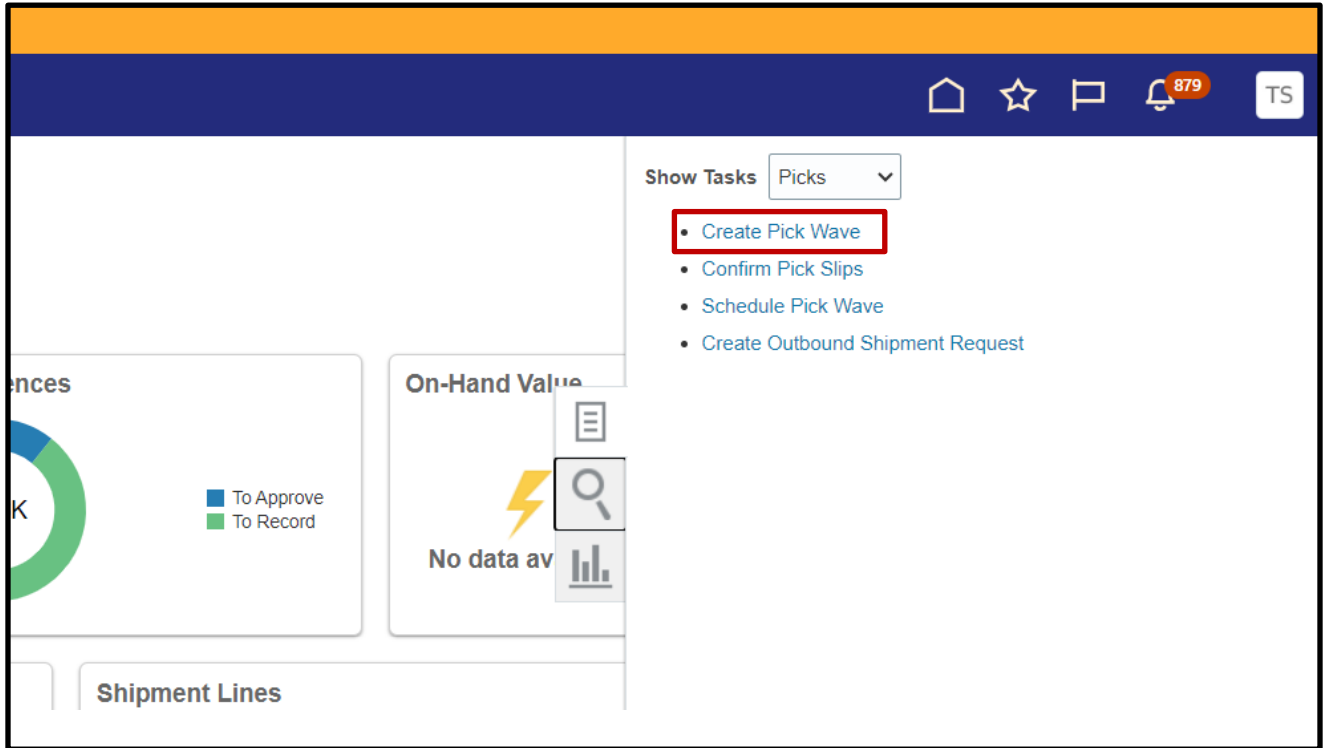 879
TS
Show Tasks Picks
Create Pick Wave
Confirm Pick Slips
Schedule Pick Wave
Create Outbound Shipment Request
ences
On-Hand Value
K
To Approve
To Record
No data av
Shipment Lines